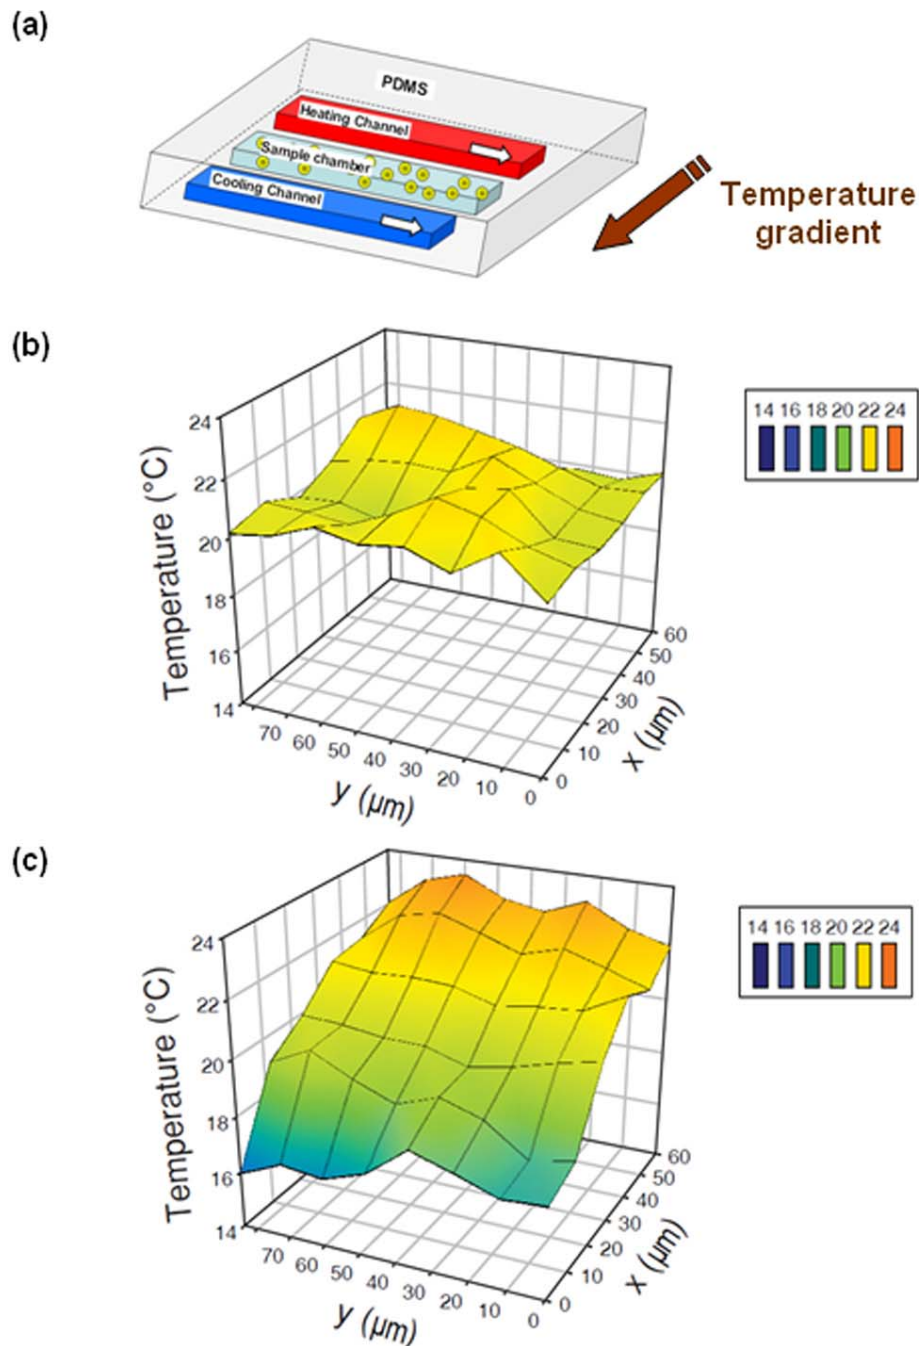 (a)
PDMS
Heating Channel
Sample chamber
Cooling Channel
Temperature
gradient
(b)
14 16 18 20 22 24
24
22
20
18
16
14
Temperature (°C)
70 60 50 40 30 20 10 0
y (µm)
0 10 20 30 40 50 60
x (µm)
(c)
14 16 18 20 22 24
24
22
20
18
16
14
Temperature (°C)
70 60 50 40 30 20 10 0
y (µm)
0 10 20 30 40 50 60
x (µm)